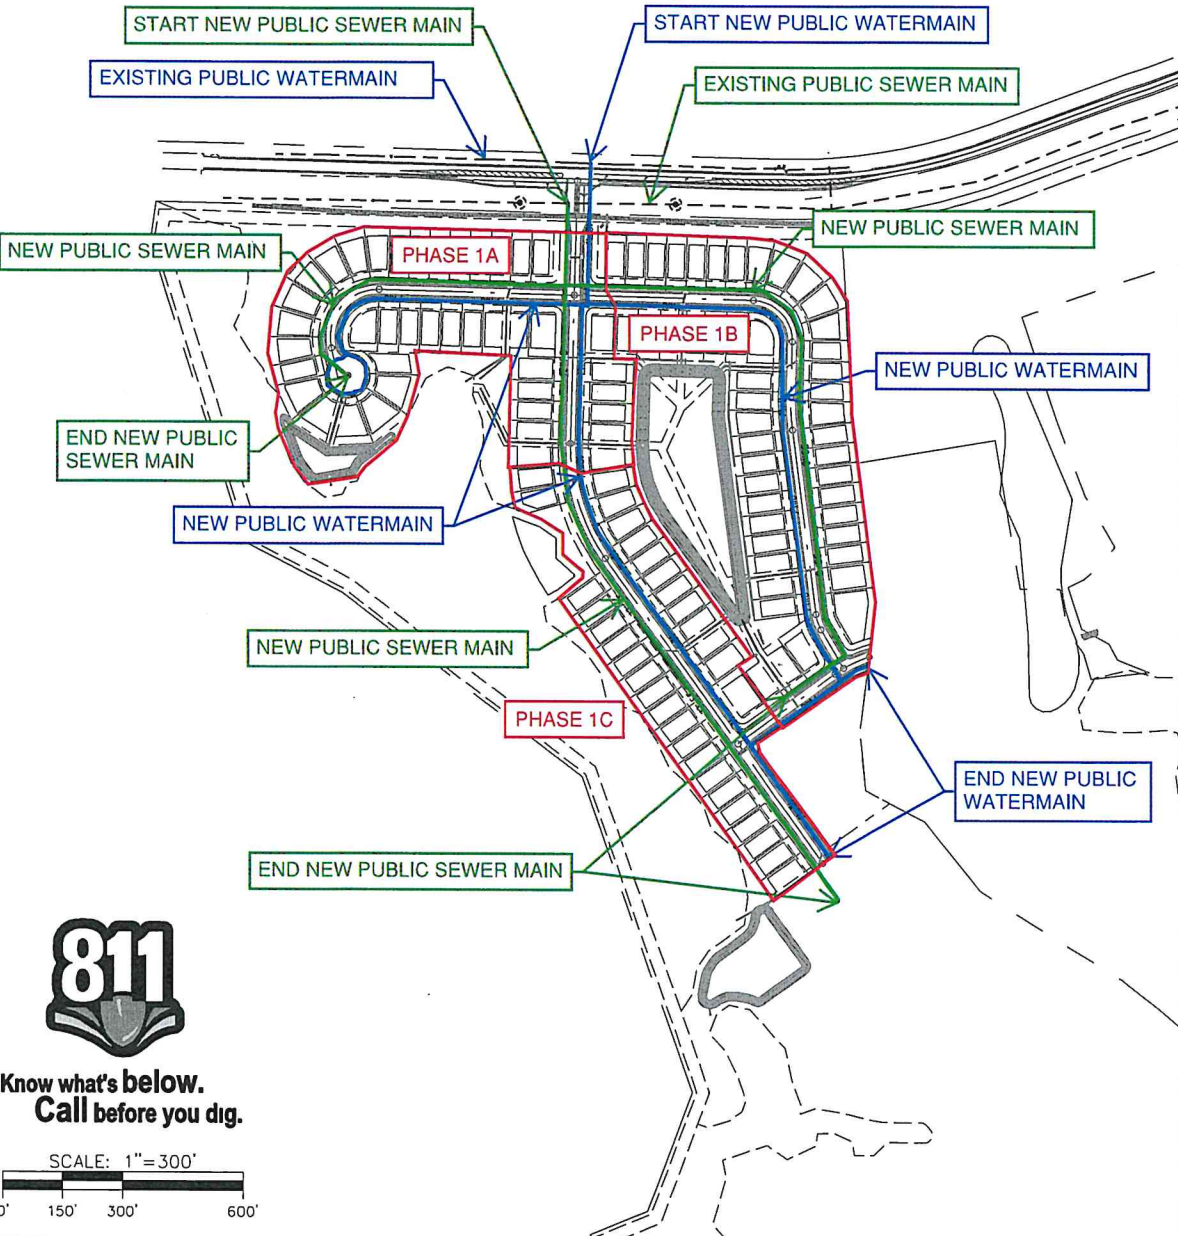 START NEW PUBLIC SEWER MAIN
START NEW PUBLIC WATERMAIN
EXISTING PUBLIC WATERMAIN
EXISTING PUBLIC SEWER MAIN
NEW PUBLIC SEWER MAIN
NEW PUBLIC SEWER MAIN
PHASE 1A
PHASE 1B
NEW PUBLIC WATERMAIN
END NEW PUBLIC
SEWER MAIN
NEW PUBLIC WATERMAIN
NEW PUBLIC SEWER MAIN
PHASE 1C
END NEW PUBLIC
WATERMAIN
END NEW PUBLIC SEWER MAIN
811
Know what's below.
Call before you dig.
SCALE: 1"=300'
0' 150' 300' 600'